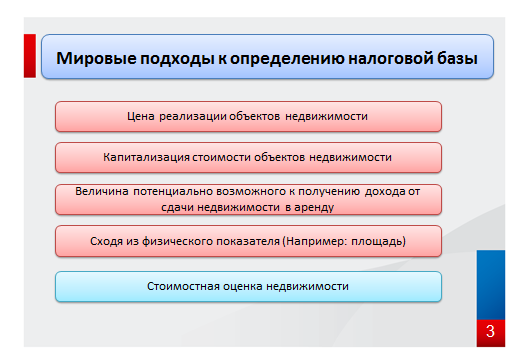 Мировые подходы к определению налоговой базы
Цена реализации объектов недвижимости
Капитализация стоимости объектов недвижимости
Величина потенциально возможного к получению дохода от
сдачи недвижимости в аренду
Сходя из физического показателя (Например: площадь)
Стоимостная оценка недвижимости
3